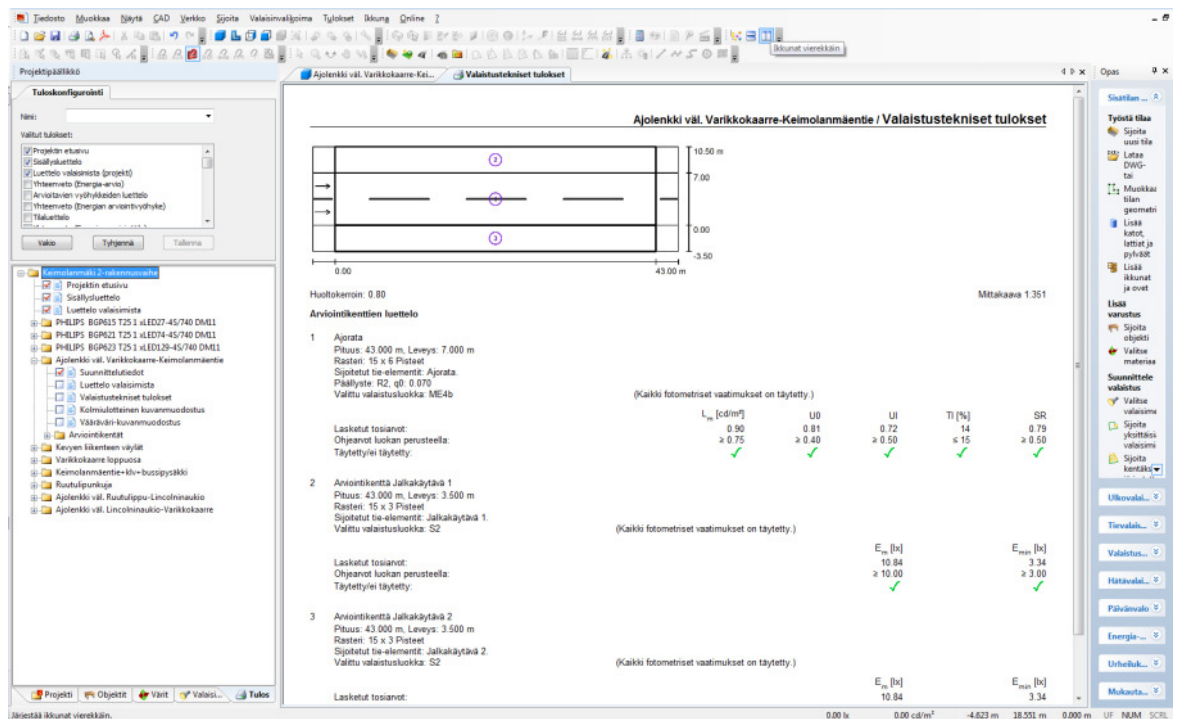 Tiedosto Muokkaa Näytä CAD Verkko Sijoita Valaisinvalikoima Tulokset Ikkuna Online ?
Ikkunat vierekkäin
Projektipäällikkö
Tuloskonfigurointi
Nimi:
Valitut tulokset:
Projektin etusivu
Sisällysluettelo
Luettelo valaisimista (projekti)
Yhteenveto (Energia-arvio)
Arvioitavien vyöhykkeiden luettelo
Yhteenveto (Energian arviointivyöhyke)
Tilaluettelo
Vakio Tyhjennä Tallenna
Keimolanmäki 2-rakennusvaihe
Projektin etusivu
Sisällysluettelo
Luettelo valaisimista
PHILIPS BGP615 T25 1 xLED27-4S/740 DM11
PHILIPS BGP621 T25 1 xLED74-4S/740 DM11
PHILIPS BGP623 T25 1 xLED129-4S/740 DM11
Ajolenkki väl. Varikkokaarre-Keimolanmäentie
Suunnittelutiedot
Luettelo valaisimista
Valaistustekniset tulokset
Kolmiulotteinen kuvanmuodostus
Vääräväri-kuvanmuodostus
Arviointikentät
Kevyen liikenteen väylät
Varikkokaarre loppuosa
Keimolanmäentie+klv+bussipysäkki
Ruutulipunkuja
Ajolenkki väl. Ruutulippu-Lincolninaukio
Ajolenkki väl. Lincolninaukio-Varikkokaarre
Projekti Objektit Värit Valaisi... Tulos
Ajolenkki väl. Varikkokaarre-Kei... Valaistustekniset tulokset
Ajolenkki väl. Varikkokaarre-Keimolanmäentie / Valaistustekniset tulokset
10.50 m
2
7.00
1
0.00
3
-3.50
0.00 43.00 m
Huoltokerroin: 0.80 Mittakaava 1:351
Arviointikenttien luettelo
1 Ajorata
Pituus: 43.000 m, Leveys: 7.000 m
Rasteri: 15 x 6 Pisteet
Sijoitetut tie-elementit: Ajorata.
Päällyste: R2, q0: 0.070
Valittu valaistusluokka: ME4b (Kaikki fotometriset vaatimukset on täytetty.)
Lm [cd/m²] U0 UI TI [%] SR
Lasketut tosiarvot: 0.90 0.81 0.72 14 0.79
Ohjearvot luokan perusteella: ≥ 0.75 ≥ 0.40 ≥ 0.50 ≤ 15 ≥ 0.50
Täytetty/ei täytetty: ✓ ✓ ✓ ✓ ✓
2 Arviointikenttä Jalkakäytävä 1
Pituus: 43.000 m, Leveys: 3.500 m
Rasteri: 15 x 3 Pisteet
Sijoitetut tie-elementit: Jalkakäytävä 1.
Valittu valaistusluokka: S2 (Kaikki fotometriset vaatimukset on täytetty.)
Em [lx] Emin [lx]
Lasketut tosiarvot: 10.84 3.34
Ohjearvot luokan perusteella: ≥ 10.00 ≥ 3.00
Täytetty/ei täytetty: ✓ ✓
3 Arviointikenttä Jalkakäytävä 2
Pituus: 43.000 m, Leveys: 3.500 m
Rasteri: 15 x 3 Pisteet
Sijoitetut tie-elementit: Jalkakäytävä 2.
Valittu valaistusluokka: S2 (Kaikki fotometriset vaatimukset on täytetty.)
Em [lx] Emin [lx]
Lasketut tosiarvot: 10.84 3.34
Opas
Sisätilan ...
Työstä tilaa
Sijoita
uusi tila
Lataa
DWG-
tai
Muokkaa
tilan
geometri
Lisää
katot,
lattiat ja
pylväät
Lisää
ikkunat
ja ovet
Lisää
varustus
Sijoita
objekti
Valitse
materiaa
Suunnittele
valaistus
Valitse
valaisime
Sijoita
yksittäisiä
valaisimi
Sijoita
kentäks
Ulkovalai...
Tievalais...
Valaistus...
Hätävalai...
Päivänvalo
Energia-...
Urheiluk...
Mukauta...
Järjestää ikkunat vierekkäin. 0.00 lx 0.00 cd/m² -4.623 m 18.551 m 0.000 m UF NUM SCRL